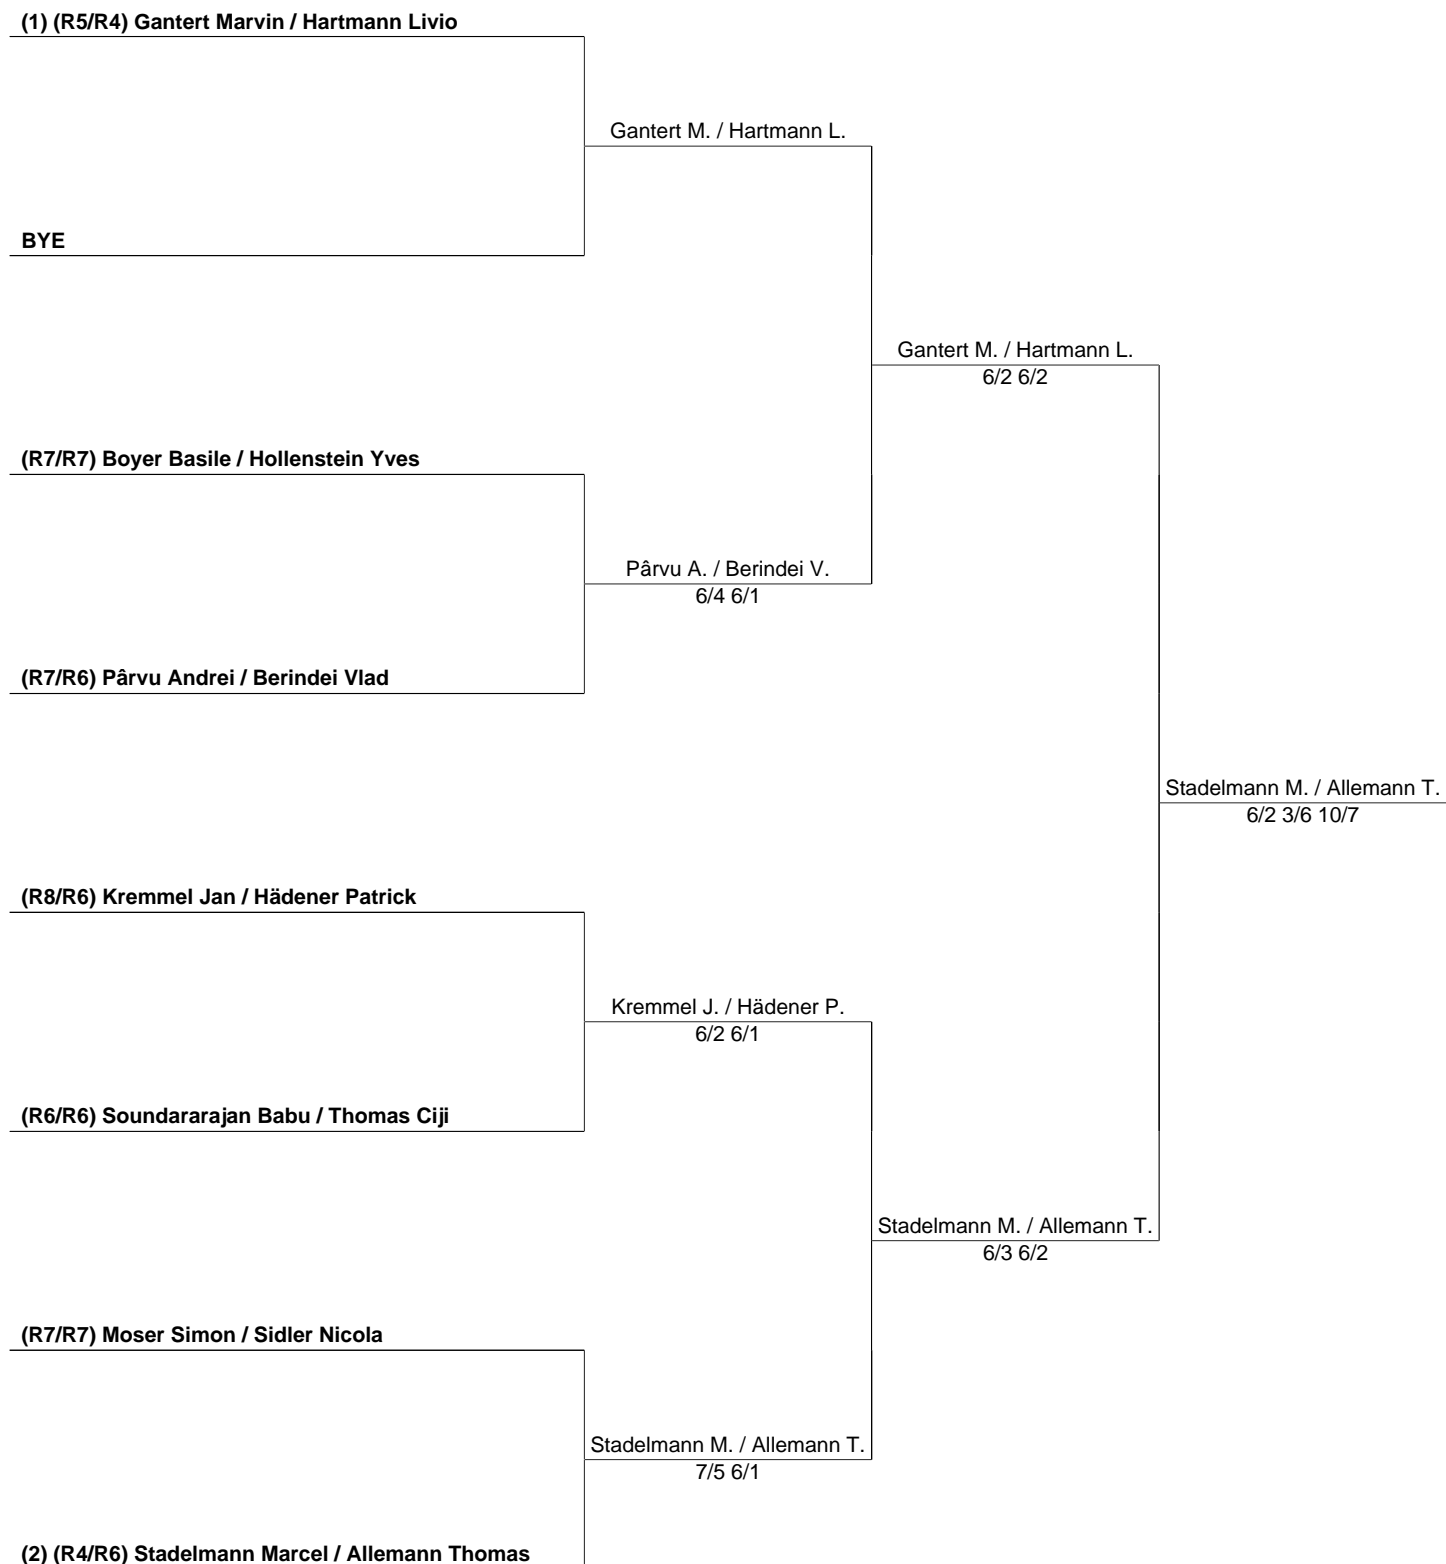 (1) (R5/R4) Gantert Marvin / Hartmann Livio
Gantert M. / Hartmann L.
BYE
Gantert M. / Hartmann L.
6/2 6/2
(R7/R7) Boyer Basile / Hollenstein Yves
Pârvu A. / Berindei V.
6/4 6/1
(R7/R6) Pârvu Andrei / Berindei Vlad
Stadelmann M. / Allemann T.
6/2 3/6 10/7
(R8/R6) Kremmel Jan / Hädener Patrick
Kremmel J. / Hädener P.
6/2 6/1
(R6/R6) Soundararajan Babu / Thomas Ciji
Stadelmann M. / Allemann T.
6/3 6/2
(R7/R7) Moser Simon / Sidler Nicola
Stadelmann M. / Allemann T.
7/5 6/1
(2) (R4/R6) Stadelmann Marcel / Allemann Thomas